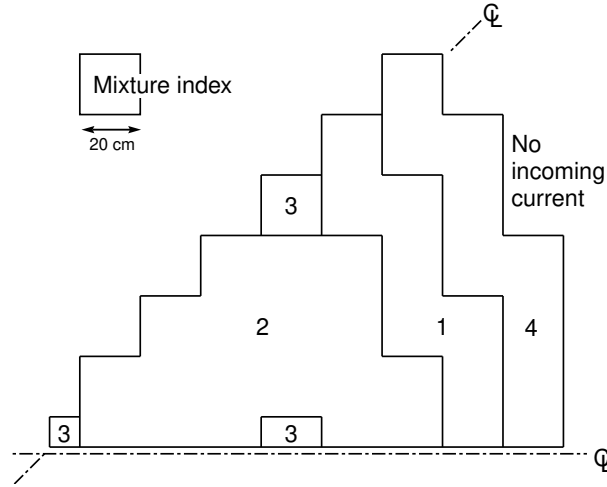 ℄
Mixture index
20 cm
No
incoming
current
3
2
1
4
3
3
℄